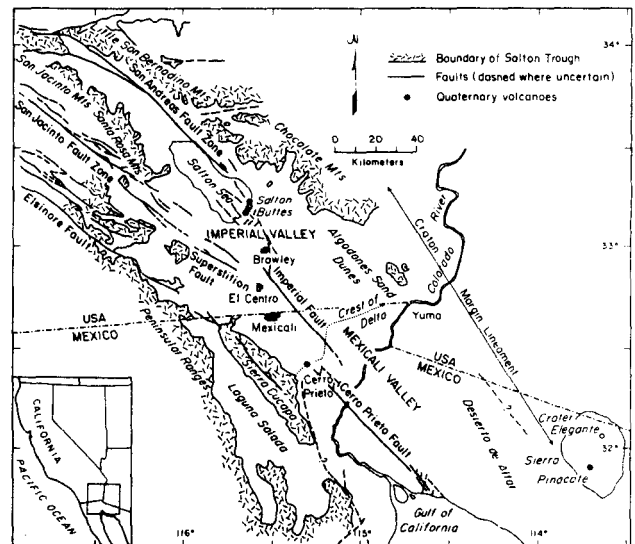 34°
N
Boundary of Salton Trough
Faults (dashed where uncertain)
Quaternary volcanoes
0 20 40
Kilometers
San Bernadino Mts
San Andreas Fault Zone
San Jacinto Mts
Santa Rosa Mts
San Jacinto Fault Zone
Elsinore Fault
Chocolate Mts
Salton Sea
Salton
Buttes
IMPERIAL VALLEY
33°
Brawley
Algodones Sand
Dunes
Superstition
Fault
El Centro
Imperial Fault
Craton
Margin Lineament
Colorado River
Crest of
Delta
Yuma
USA
MEXICO
Mexicali
MEXICALI VALLEY
USA
MEXICO
Peninsular Ranges
Sierra Cucapa
Laguna Salada
Cerro
Prieto
Cerro Prieto Fault
?
Desierto de Altar
Crater
Elegante
32°
Sierra
Pinacate
?
Gulf of
California
CALIFORNIA
PACIFIC OCEAN
116°
115°
114°